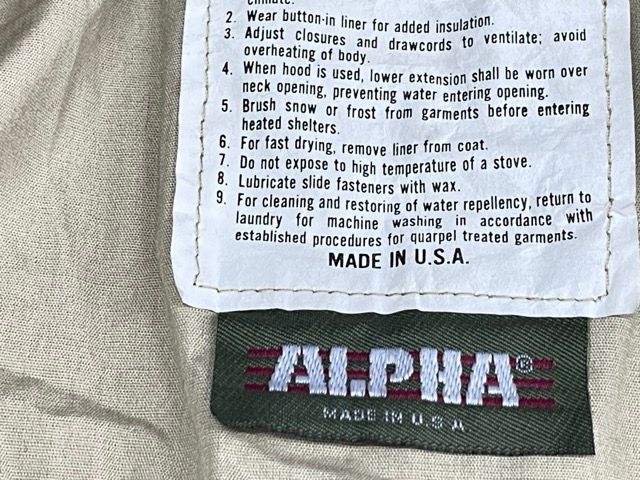 climate.
2. Wear button-in liner for added insulation.
3. Adjust closures and drawcords to ventilate; avoid
overheating of body.
4. When hood is used, lower extension shall be worn over
neck opening, preventing water entering opening.
5. Brush snow or frost from garments before entering
heated shelters.
6. For fast drying, remove liner from coat.
7. Do not expose to high temperature of a stove.
8. Lubricate slide fasteners with wax.
9. For cleaning and restoring of water repellency, return to
laundry for machine washing in accordance with
established procedures for quarpel treated garments.
MADE IN U.S.A.
ALPHA®
MADE IN U.S.A